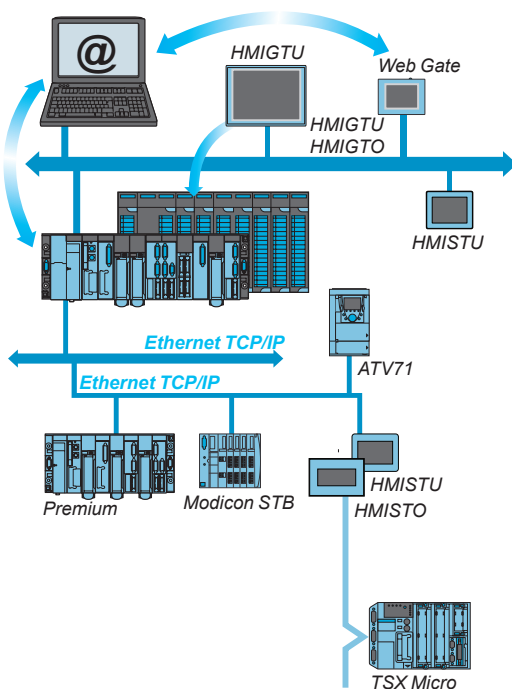 @
HMIGTU
Web Gate
HMIGTU
HMIGTO
HMISTU
Ethernet TCP/IP
ATV71
Ethernet TCP/IP
Premium
Modicon STB
HMISTU
HMISTO
TSX Micro